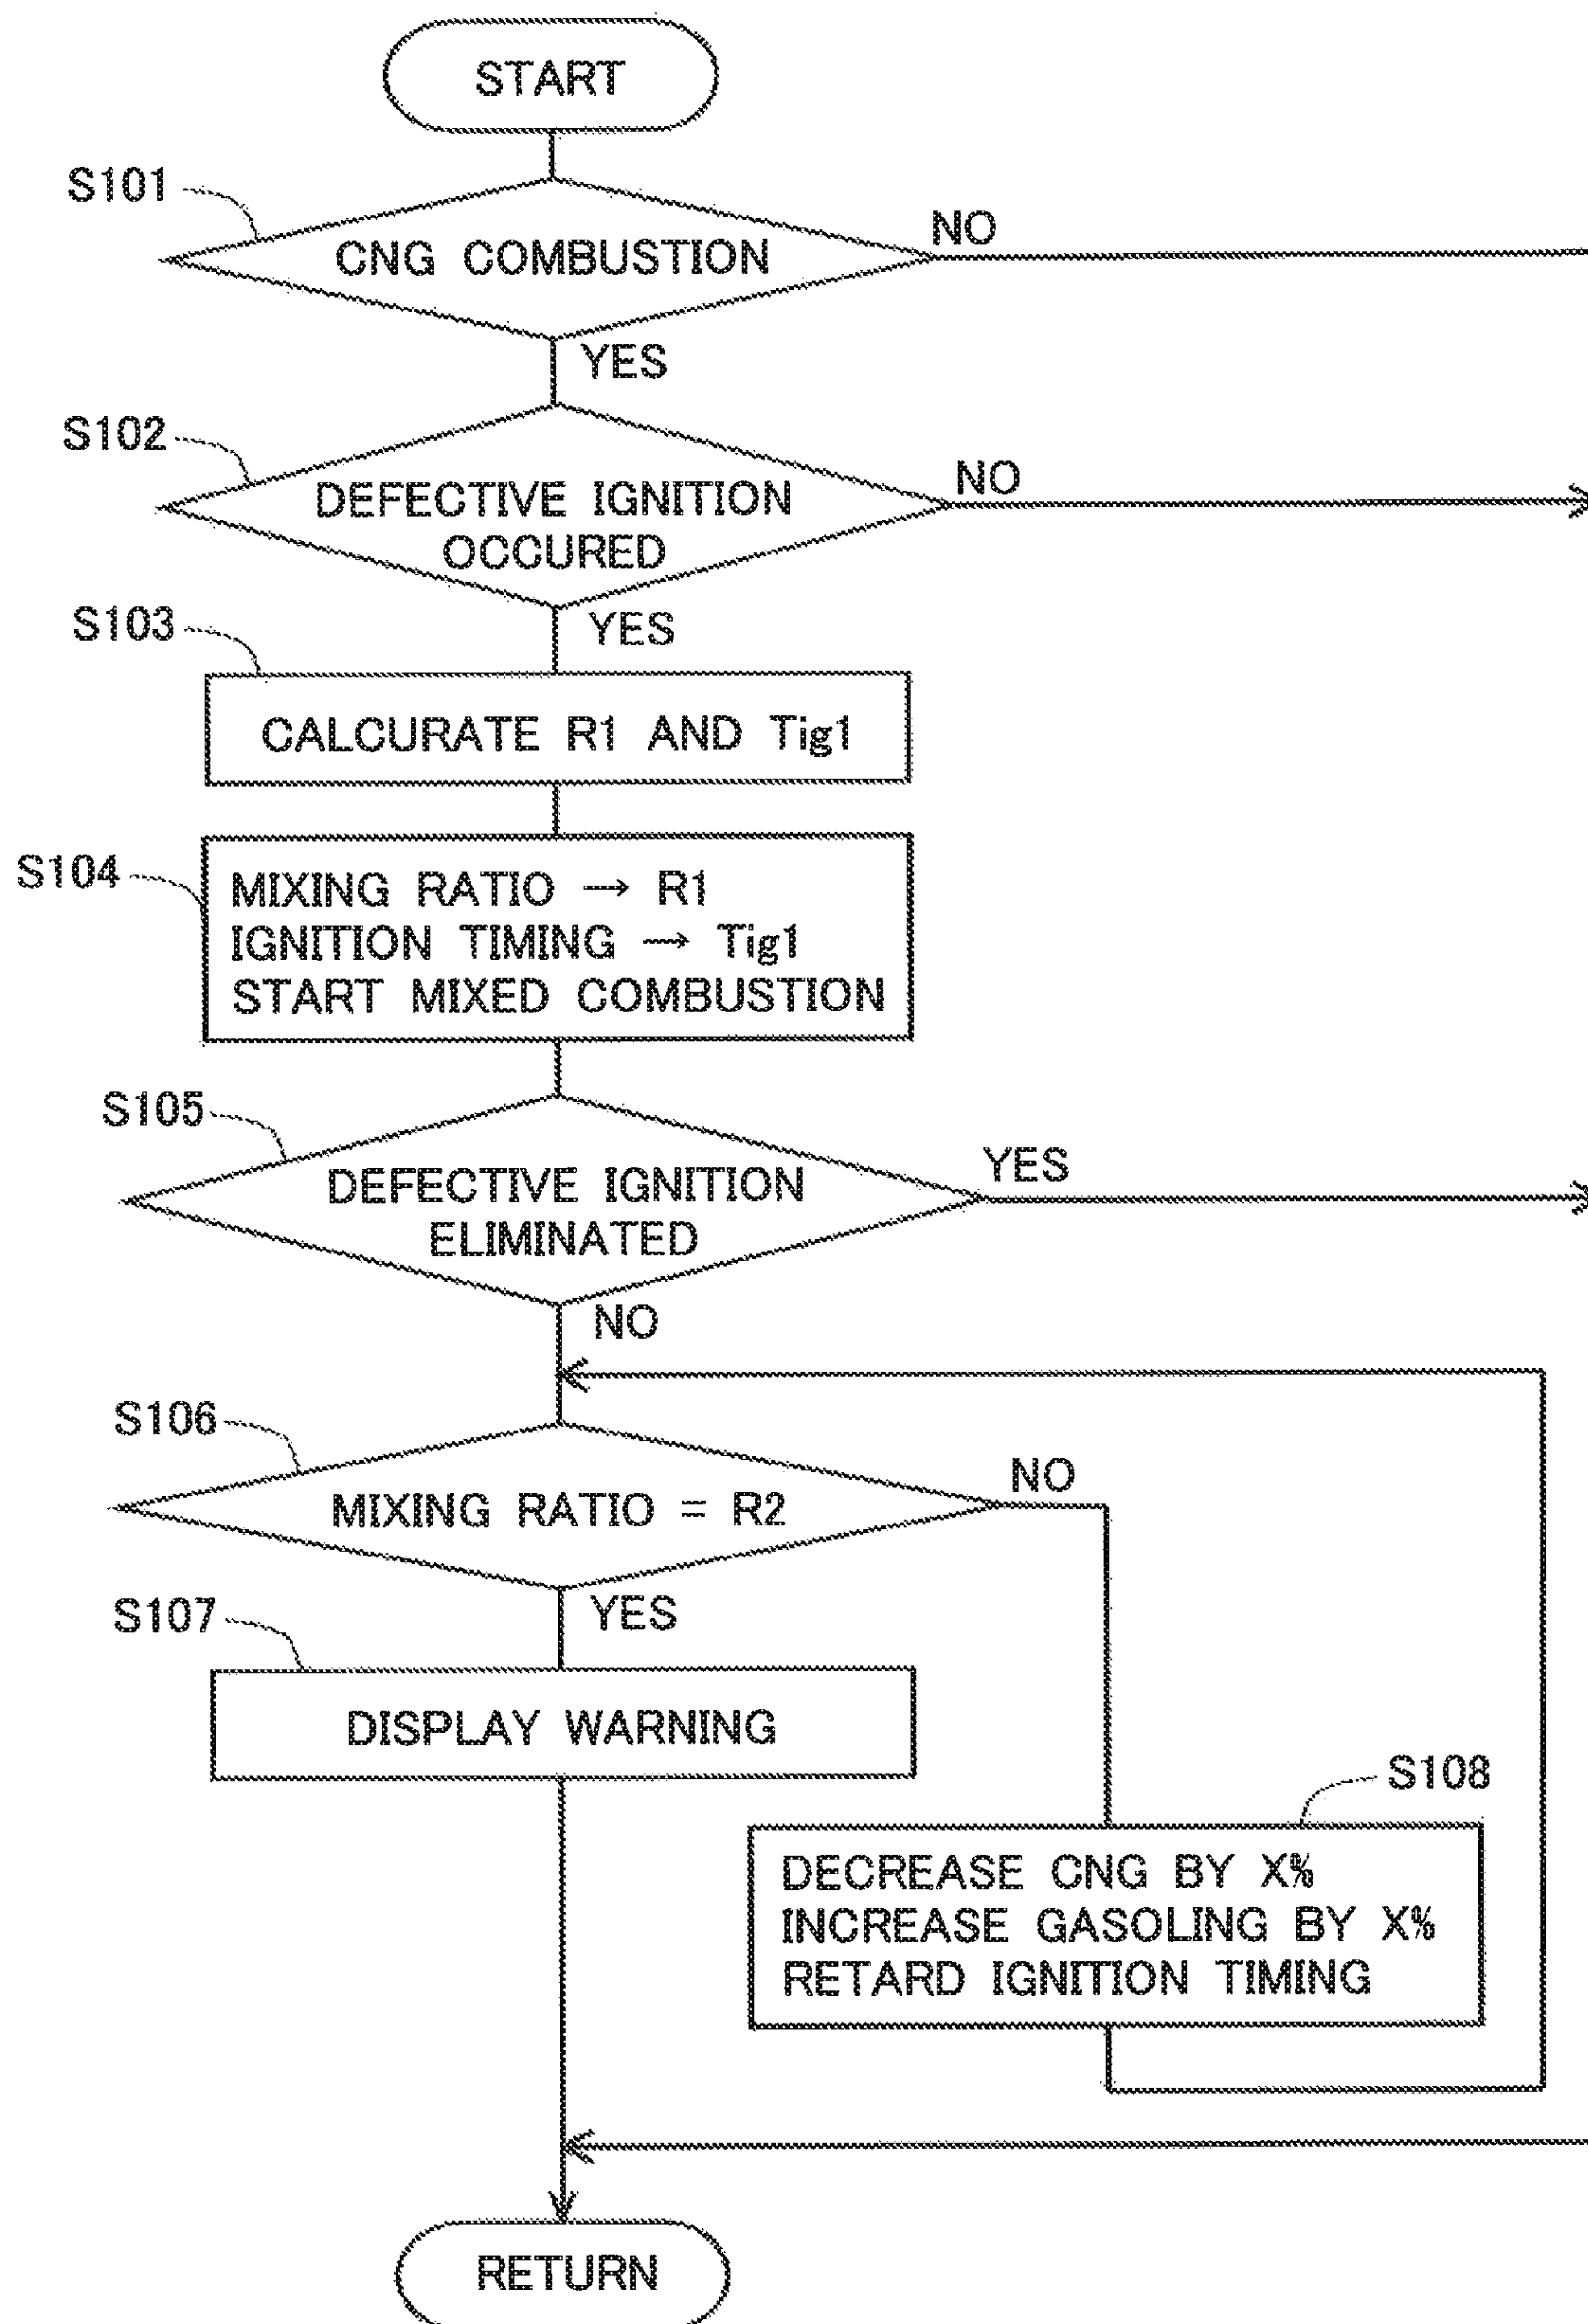 START
S101
CNG COMBUSTION
NO
YES
S102
DEFECTIVE IGNITION
OCCURED
NO
YES
S103
CALCURATE R1 AND Tig1
S104
MIXING RATIO → R1
IGNITION TIMING → Tig1
START MIXED COMBUSTION
S105
DEFECTIVE IGNITION
ELIMINATED
YES
NO
S106
MIXING RATIO = R2
NO
YES
S107
DISPLAY WARNING
S108
DECREASE CNG BY X%
INCREASE GASOLING BY X%
RETARD IGNITION TIMING
RETURN